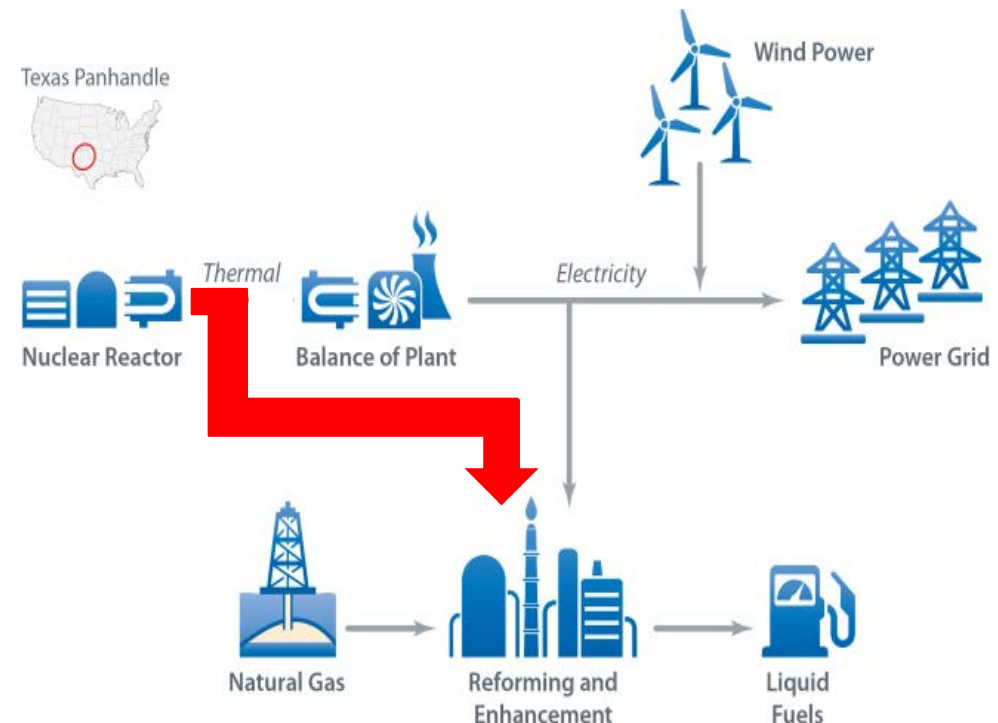 Wind Power
Texas Panhandle
Thermal
Electricity
Nuclear Reactor
Balance of Plant
Power Grid
Natural Gas
Reforming and
Enhancement
Liquid
Fuels